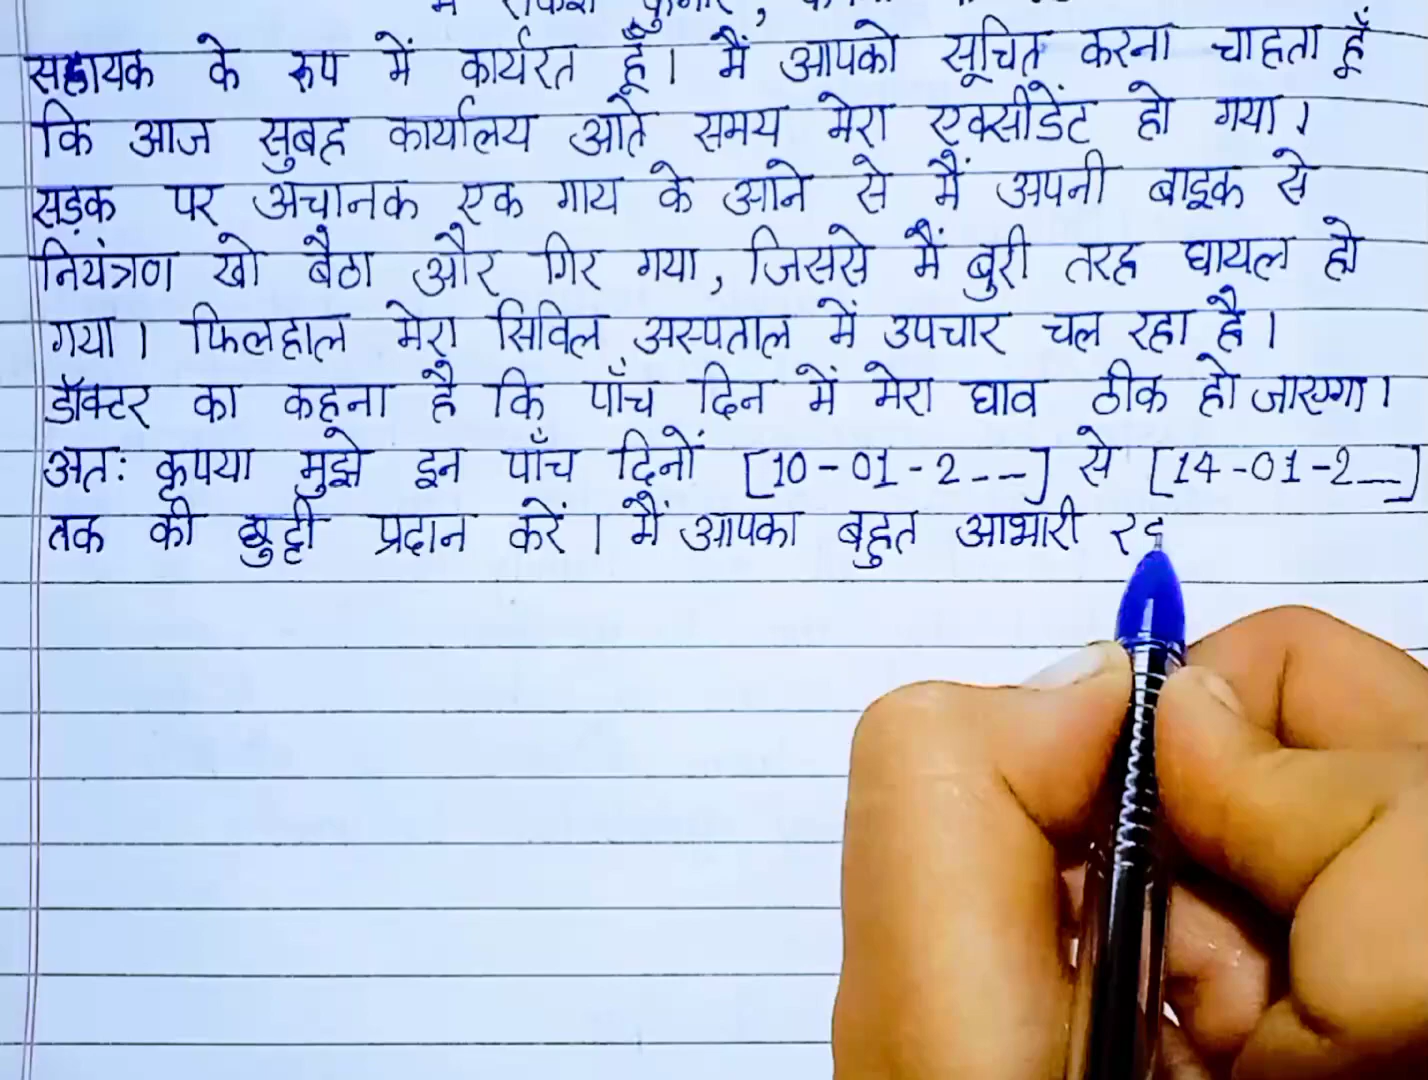 में राकेश कुमार,
सहायक के रूप में कार्यरत हूँ। मैं आपको सूचित करना चाहता हूँ
कि आज सुबह कार्यालय आते समय मेरा एक्सीडेंट हो गया।
सड़क पर अचानक एक गाय के आने से मैं अपनी बाइक से
नियंत्रण खो बैठा और गिर गया, जिससे मैं बुरी तरह घायल हो
गया। फिलहाल मेरा सिविल अस्पताल में उपचार चल रहा है।
डॉक्टर का कहना है कि पाँच दिन में मेरा घाव ठीक हो जाएगा।
अतः कृपया मुझे इन पाँच दिनों [10-01-2---] से [14-01-2__]
तक की छुट्टी प्रदान करें। मैं आपका बहुत आभारी